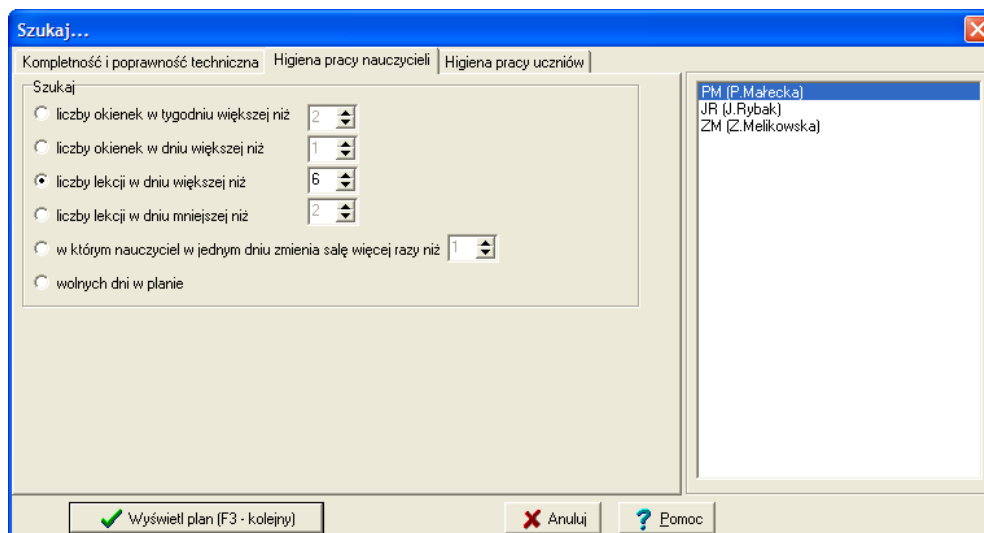 Szukaj...
Kompletność i poprawność techniczna Higiena pracy nauczycieli Higiena pracy uczniów
Szukaj
liczby okienek w tygodniu większej niż 2
liczby okienek w dniu większej niż 1
liczby lekcji w dniu większej niż 6
liczby lekcji w dniu mniejszej niż 2
w którym nauczyciel w jednym dniu zmienia salę więcej razy niż 1
wolnych dni w planie
PM (P.Małecka)
JR (J.Rybak)
ZM (Z.Melikowska)
Wyświetl plan (F3 - kolejny) Anuluj ? Pomoc